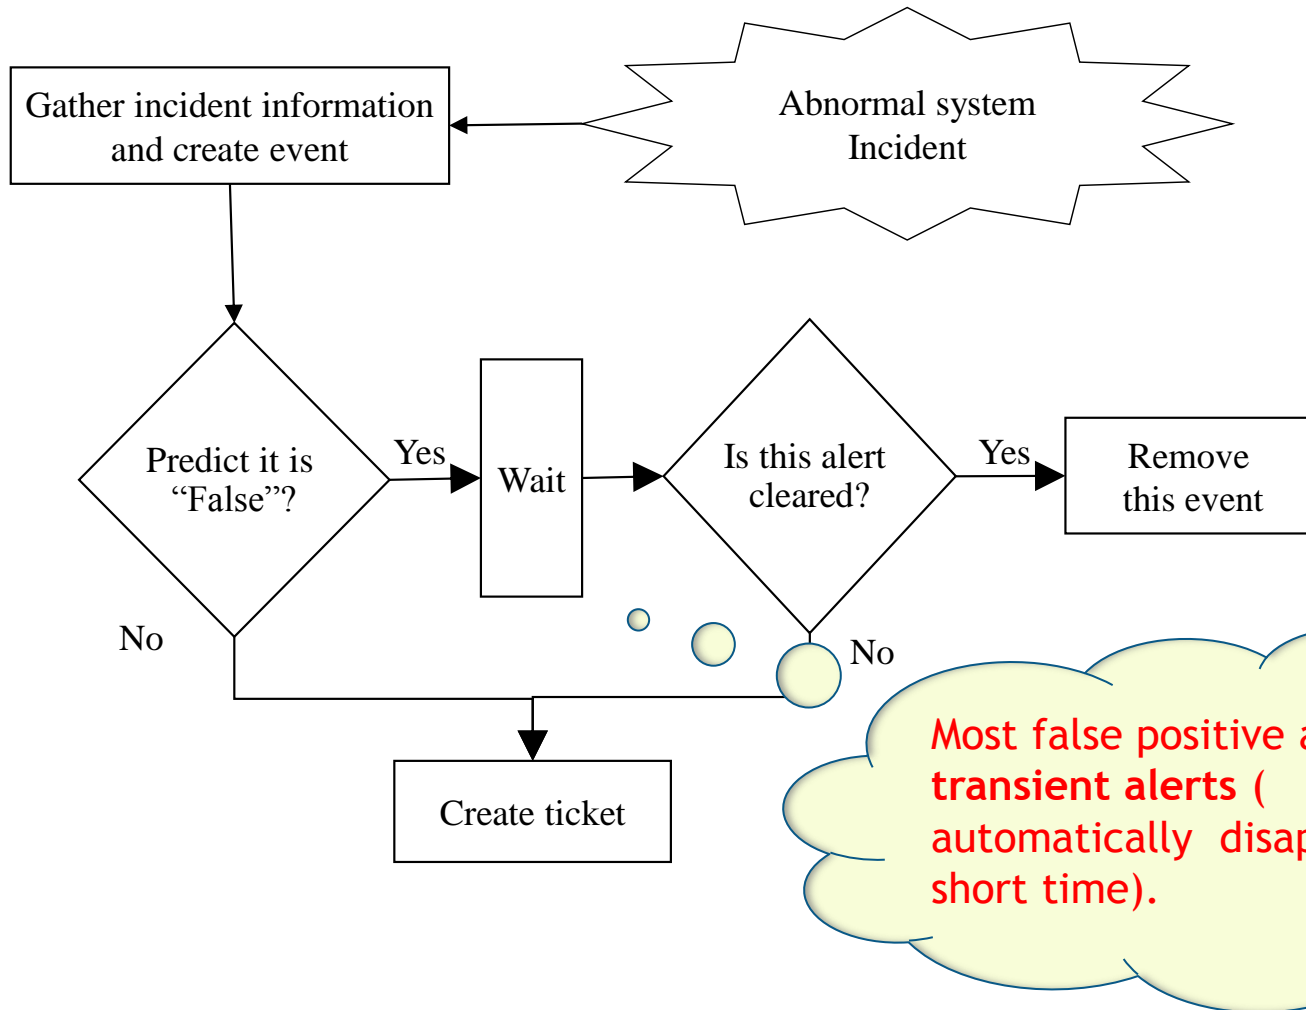 Gather incident information
and create event
Abnormal system
Incident
Predict it is
“False”?
Yes
Wait
Is this alert
cleared?
Yes
Remove
this event
No
No
Create ticket
Most false positive
transient alerts (
automatically
short time).